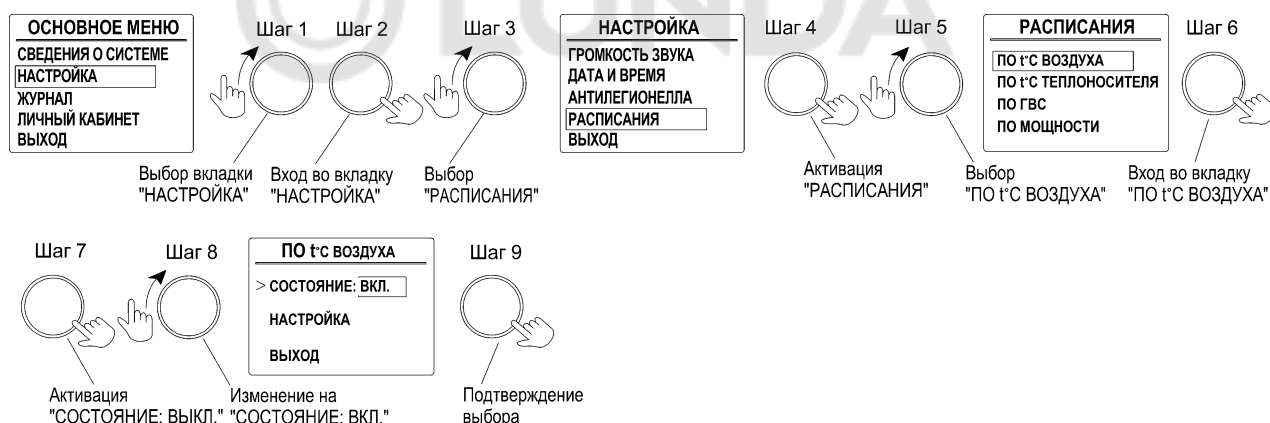 LONDA
ОСНОВНОЕ МЕНЮ
СВЕДЕНИЯ О СИСТЕМЕ
НАСТРОЙКА
ЖУРНАЛ
ЛИЧНЫЙ КАБИНЕТ
ВЫХОД
Шаг 1
Выбор вкладки
"НАСТРОЙКА"
Шаг 2
Вход во вкладку
"НАСТРОЙКА"
Шаг 3
Выбор
"РАСПИСАНИЯ"
НАСТРОЙКА
ГРОМКОСТЬ ЗВУКА
ДАТА И ВРЕМЯ
АНТИЛЕГИОНЕЛЛА
РАСПИСАНИЯ
ВЫХОД
Шаг 4
Активация
"РАСПИСАНИЯ"
Шаг 5
Выбор
"ПО t°C ВОЗДУХА"
РАСПИСАНИЯ
ПО t°C ВОЗДУХА
ПО t°C ТЕПЛОНОСИТЕЛЯ
ПО ГВС
ПО МОЩНОСТИ
Шаг 6
Вход во вкладку
"ПО t°C ВОЗДУХА"
Шаг 7
Активация
"СОСТОЯНИЕ: ВЫКЛ."
Шаг 8
Изменение на
"СОСТОЯНИЕ: ВКЛ."
ПО t°C ВОЗДУХА
> СОСТОЯНИЕ: ВКЛ.
НАСТРОЙКА
ВЫХОД
Шаг 9
Подтверждение
выбора